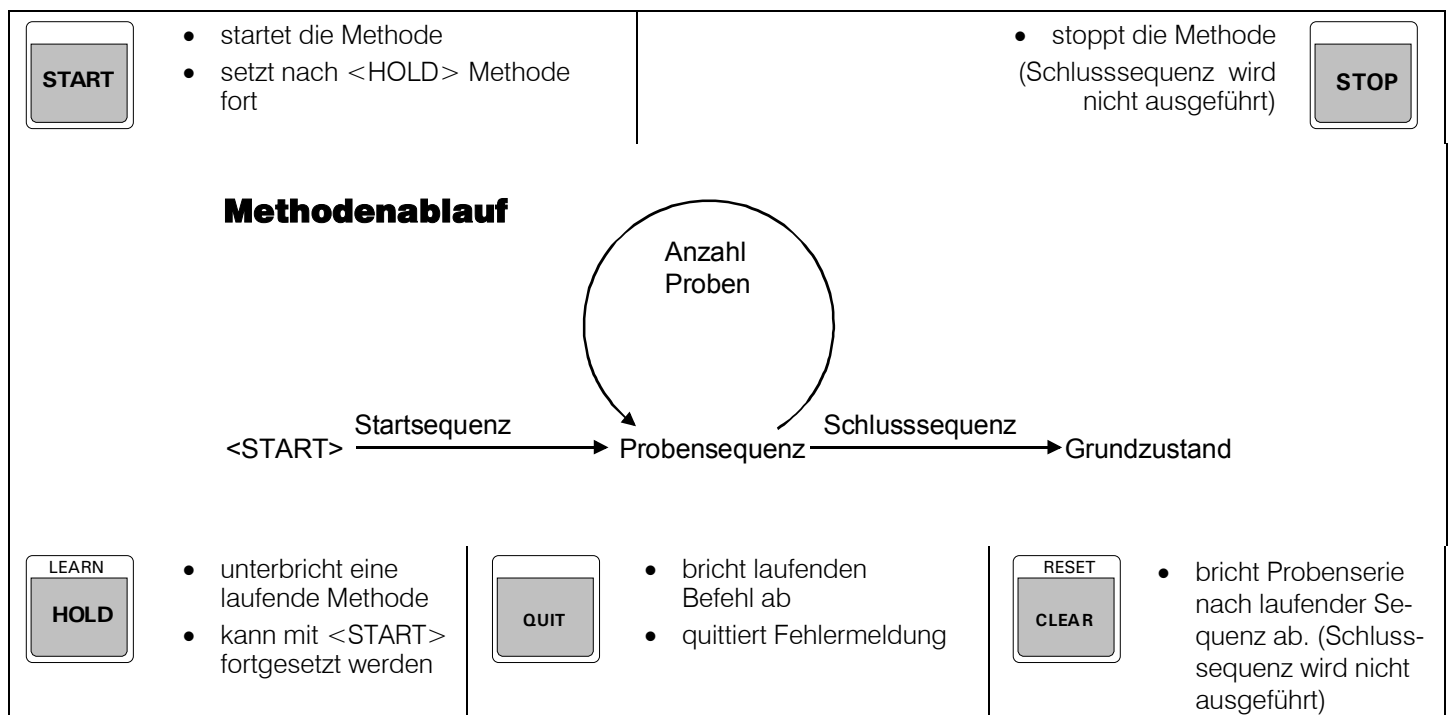 START
• startet die Methode
• setzt nach <HOLD> Methode
fort
• stoppt die Methode
(Schlusssequenz wird
nicht ausgeführt)
STOP
Methodenablauf
Anzahl
Proben
<START>
Startsequenz
Probensequenz
Schlusssequenz
Grundzustand
LEARN
HOLD
• unterbricht eine
laufende Methode
• kann mit <START>
fortgesetzt werden
QUIT
• bricht laufenden
Befehl ab
• quittiert Fehlermeldung
RESET
CLEAR
• bricht Probenserie
nach laufender Se-
quenz ab. (Schluss-
sequenz wird nicht
ausgeführt)